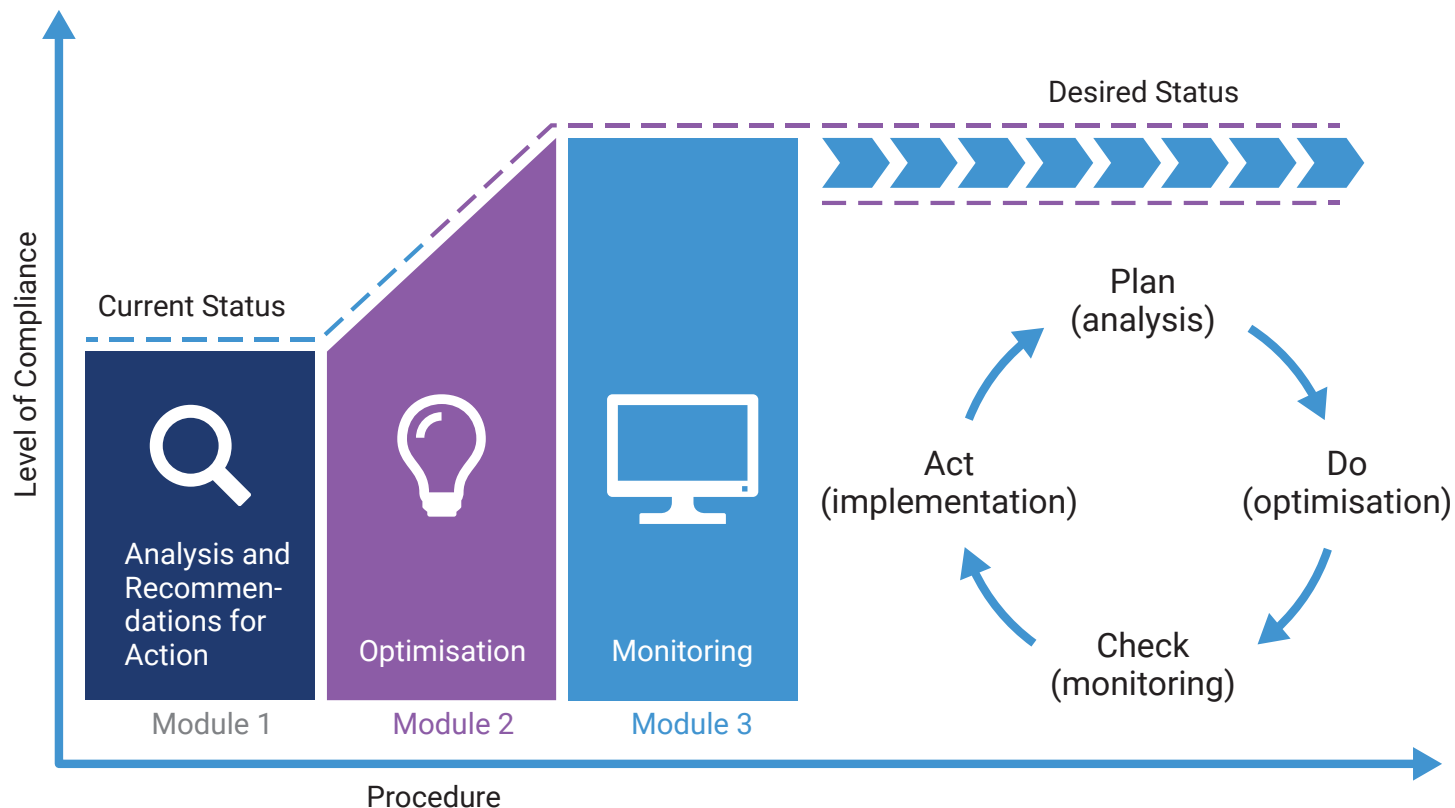 Desired Status
Current Status
Level of Compliance
Analysis and
Recommen-
dations for
Action
Optimisation
Monitoring
Module 1
Module 2
Module 3
Plan
(analysis)
Do
(optimisation)
Check
(monitoring)
Act
(implementation)
Procedure